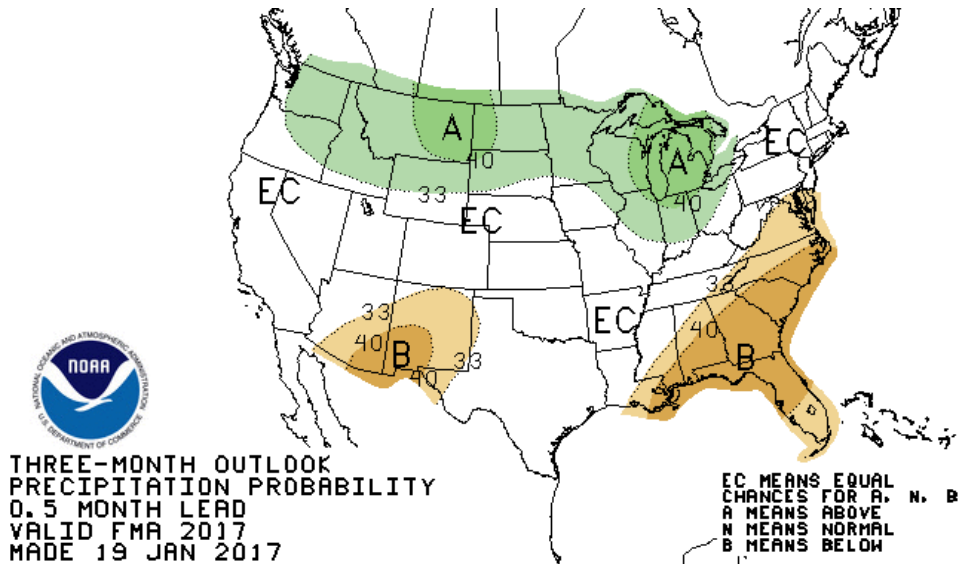 A
40
33
A
40
EC
EC
EC
33
EC
33
40
B
33
40
40
B
NATIONAL OCEANIC AND ATMOSPHERIC ADMINISTRATION
NOAA
U.S. DEPARTMENT OF COMMERCE
THREE-MONTH OUTLOOK
PRECIPITATION PROBABILITY
0.5 MONTH LEAD
VALID FMA 2017
MADE 19 JAN 2017
EC MEANS EQUAL
CHANCES FOR A, N, B
A MEANS ABOVE
N MEANS NORMAL
B MEANS BELOW